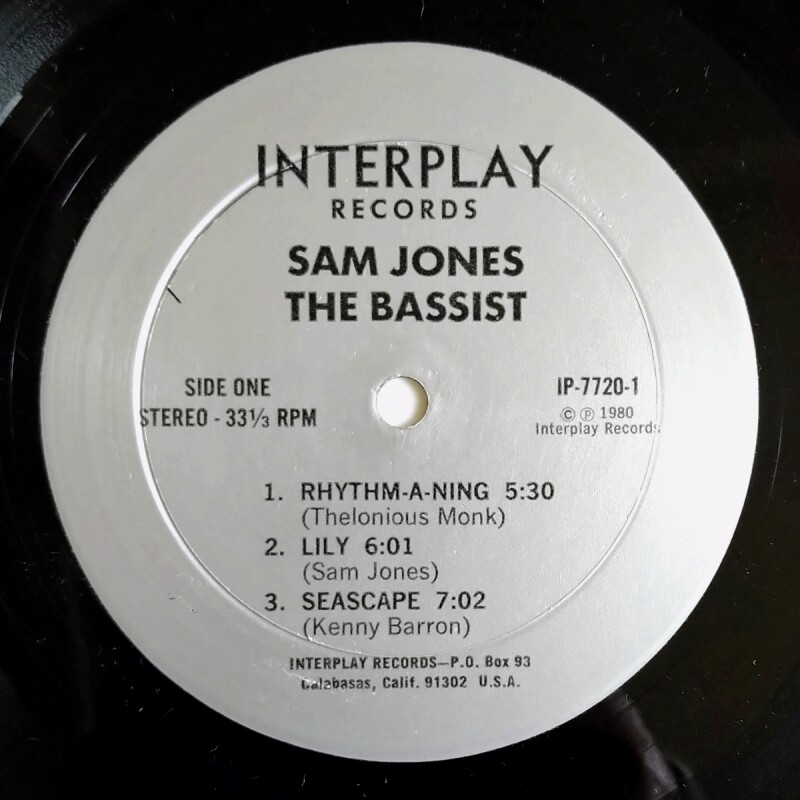 INTERPLAY
RECORDS
SAM JONES
THE BASSIST
SIDE ONE
STEREO - 33⅓ RPM
IP-7720-1
© ℗ 1980
Interplay Records
1. RHYTHM-A-NING 5:30
(Thelonious Monk)
2. LILY 6:01
(Sam Jones)
3. SEASCAPE 7:02
(Kenny Barron)
INTERPLAY RECORDS—P.O. Box 93
Calabasas, Calif. 91302 U.S.A.